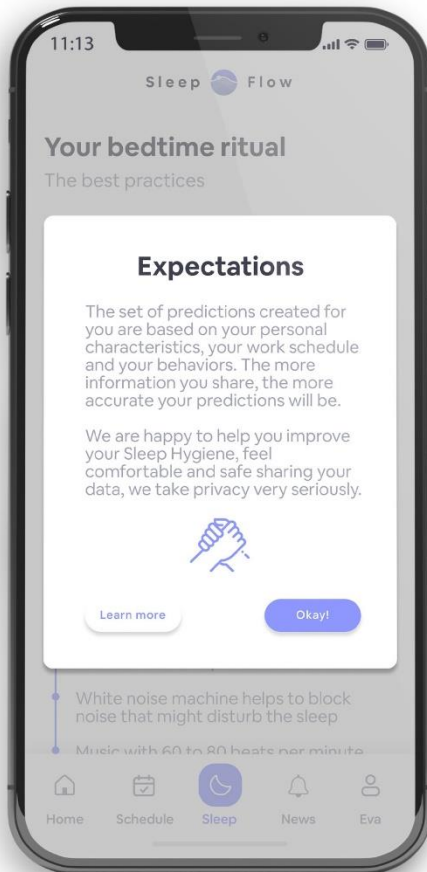 11:13
Sleep Flow
Your bedtime ritual
The best practices
Expectations
The set of predictions created for
you are based on your personal
characteristics, your work schedule
and your behaviors. The more
information you share, the more
accurate your predictions will be.
We are happy to help you improve
your Sleep Hygiene, feel
comfortable and safe sharing your
data, we take privacy very seriously.
Learn more
Okay!
White noise machine helps to block
noise that might disturb the sleep
Music with 60 to 80 beats per minute
Home Schedule Sleep News Eva